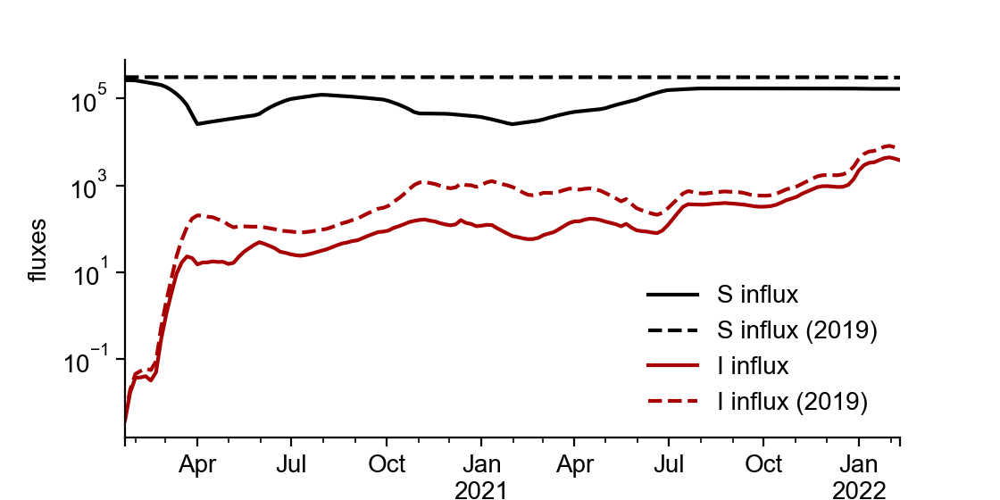 10^5
10^3
10^1
10^−1
fluxes
S influx
S influx (2019)
I influx
I influx (2019)
Apr Jul Oct Jan Apr Jul Oct Jan
2021 2022